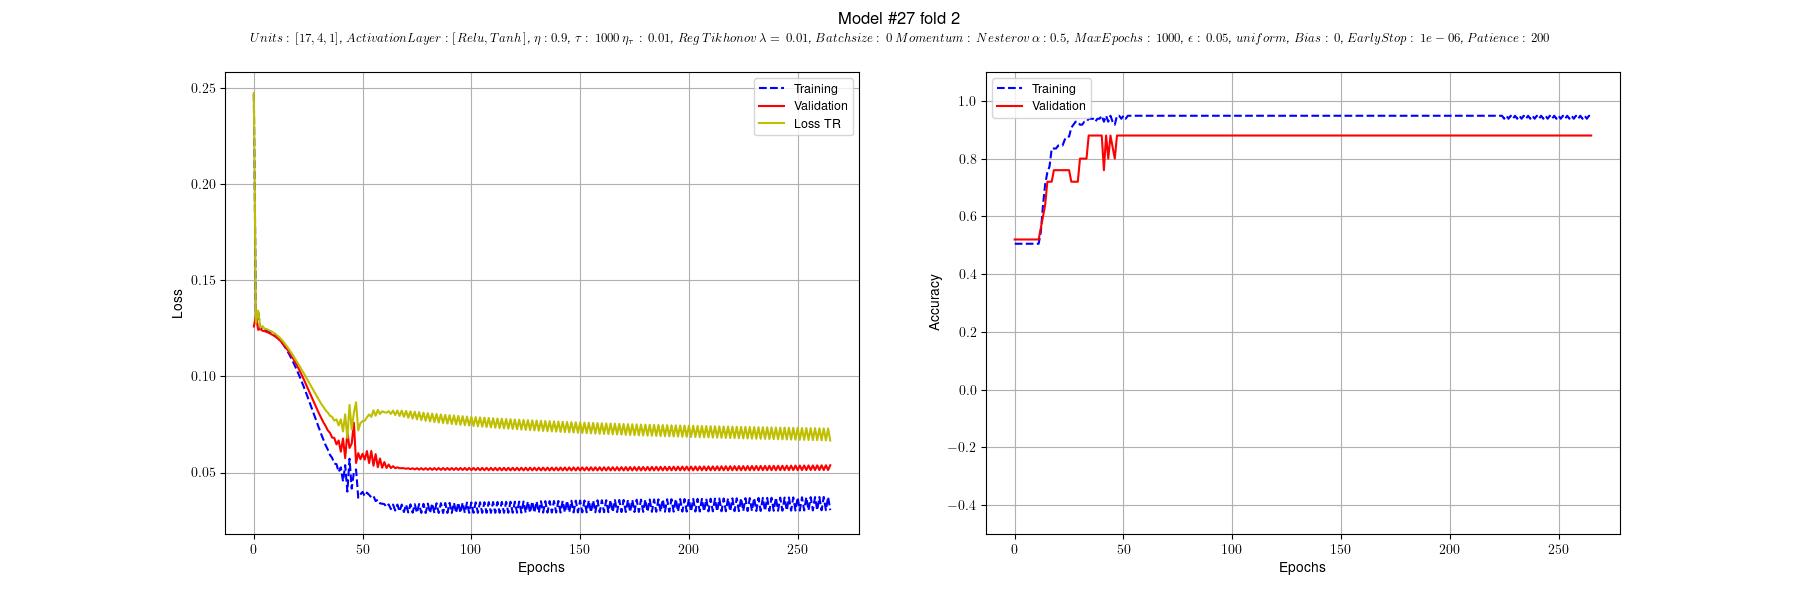 Model #27 fold 2
Units : [17, 4, 1], ActivationLayer : [Relu, Tanh], η : 0.9, τ : 1000 η_τ : 0.01, Reg Tikhonov λ = 0.01, Batchsize : 0 Momentum : Nesterov α : 0.5, MaxEpochs : 1000, ϵ : 0.05, uniform, Bias : 0, EarlyStop : 1e − 06, Patience : 200
0.25
0.20
0.15
0.10
0.05
Loss
Training
Validation
Loss TR
0
50
100
150
200
250
Epochs
1.0
0.8
0.6
0.4
0.2
0.0
−0.2
−0.4
Accuracy
Training
Validation
0
50
100
150
200
250
Epochs